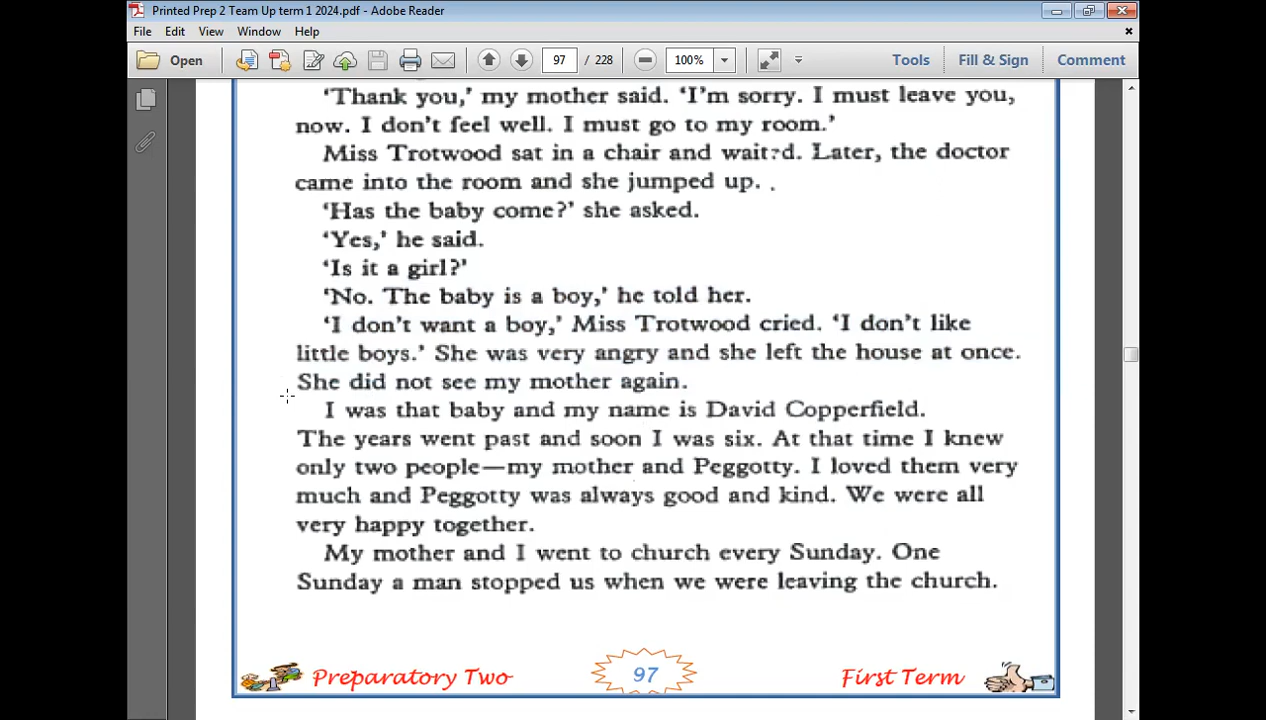 Printed Prep 2 Team Up term 1 2024.pdf - Adobe Reader
File Edit View Window Help
Open 97 / 228 100% Tools Fill & Sign Comment
‘Thank you,’ my mother said. ‘I’m sorry. I must leave you,
now. I don’t feel well. I must go to my room.’
Miss Trotwood sat in a chair and waited. Later, the doctor
came into the room and she jumped up.
‘Has the baby come?’ she asked.
‘Yes,’ he said.
‘Is it a girl?’
‘No. The baby is a boy,’ he told her.
‘I don’t want a boy,’ Miss Trotwood cried. ‘I don’t like
little boys.’ She was very angry and she left the house at once.
She did not see my mother again.
I was that baby and my name is David Copperfield.
The years went past and soon I was six. At that time I knew
only two people—my mother and Peggotty. I loved them very
much and Peggotty was always good and kind. We were all
very happy together.
My mother and I went to church every Sunday. One
Sunday a man stopped us when we were leaving the church.
Preparatory Two 97 First Term